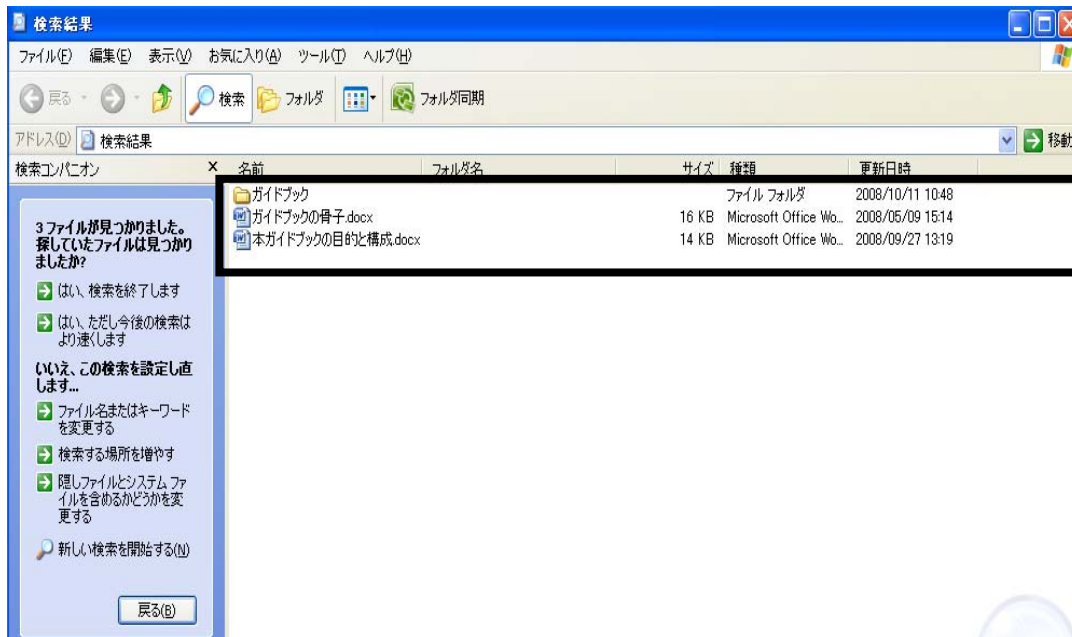 検索結果
ファイル(F) 編集(E) 表示(V) お気に入り(A) ツール(T) ヘルプ(H)
戻る 検索 フォルダ フォルダ同期
アドレス(D) 検索結果 移動
検索コンパニオン X 名前 フォルダ名 サイズ 種類 更新日時
ガイドブック ファイル フォルダ 2008/10/11 10:48
ガイドブックの骨子.docx 16 KB Microsoft Office Wo... 2008/05/09 15:14
本ガイドブックの目的と構成.docx 14 KB Microsoft Office Wo... 2008/09/27 13:19
3 ファイルが見つかりました。
探していたファイルは見つかり
ましたか?
はい、検索を終了します
はい、ただし今後の検索は
より速くします
いいえ、この検索を設定し直
します...
ファイル名またはキーワード
を変更する
検索する場所を増やす
隠しファイルとシステム ファ
イルを含めるかどうかを変
更する
新しい検索を開始する(N)
戻る(B)